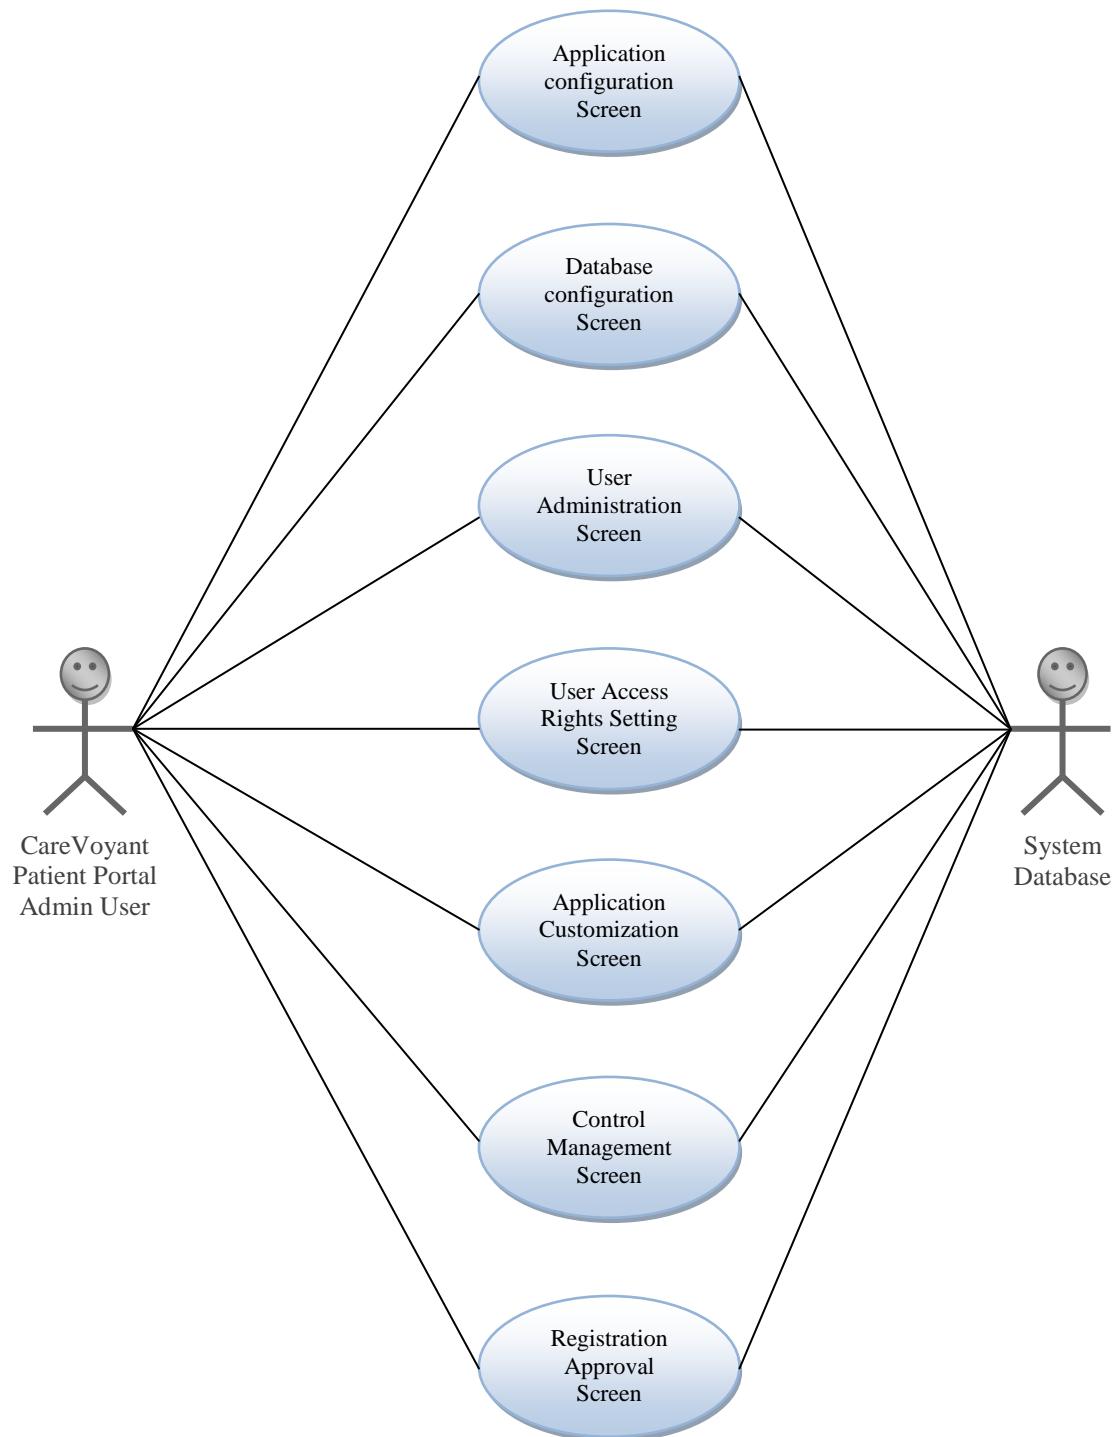 Application
configuration
Screen
Database
configuration
Screen
User
Administration
Screen
User Access
Rights Setting
Screen
CareVoyant
Patient Portal
Admin User
System
Database
Application
Customization
Screen
Control
Management
Screen
Registration
Approval
Screen